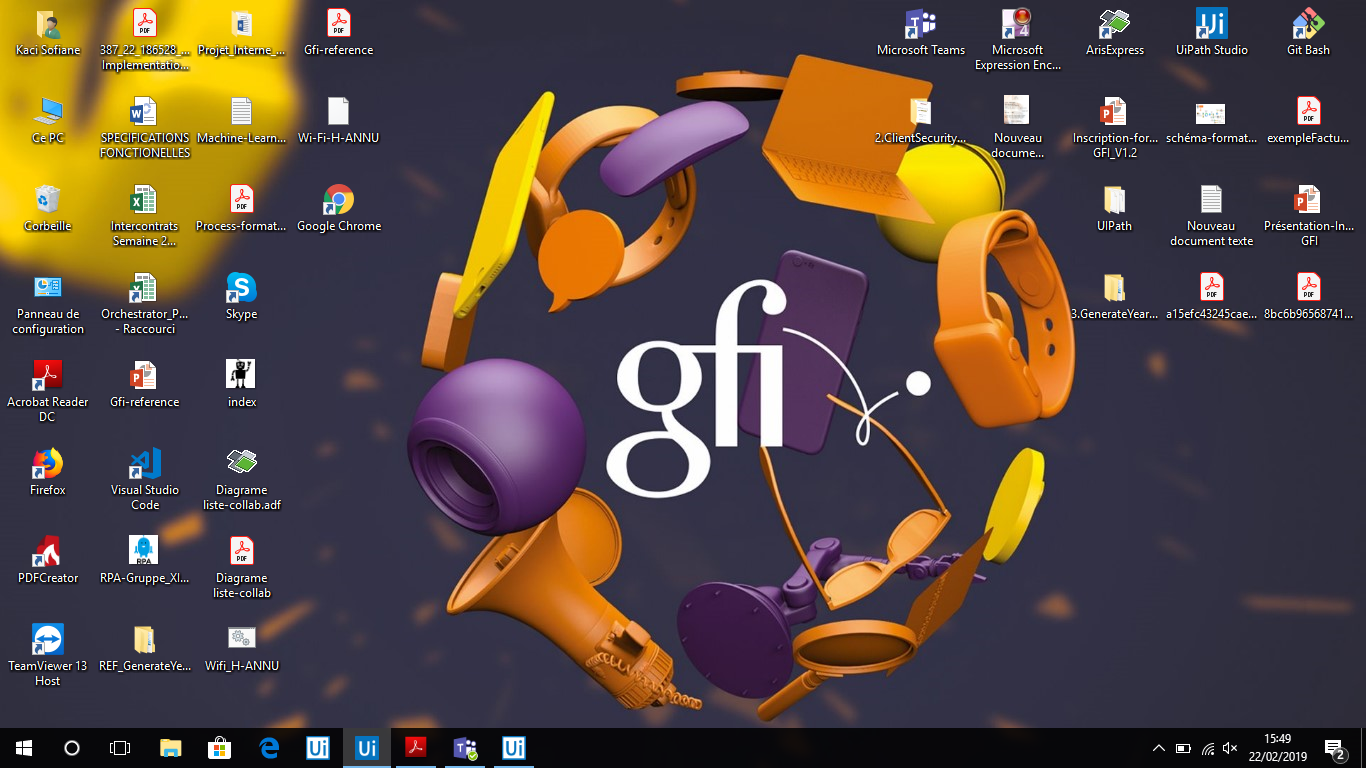 Kaci Sofiane
387_22_186528_...
Implementatio...
Projet_Interne_...
Gfi-reference
Ce PC
SPECIFICATIONS
FONCTIONELLES
Machine-Learn...
Wi-Fi-H-ANNU
Corbeille
Intercontrats
Semaine 2...
Process-format...
Google Chrome
Panneau de
configuration
Orchestrator_P...
- Raccourci
Skype
Acrobat Reader
DC
Gfi-reference
index
Firefox
Visual Studio
Code
Diagrame
liste-collab.adf
PDFCreator
RPA
RPA-Gruppe_XI...
Diagrame
liste-collab
TeamViewer 13
Host
REF_GenerateYe...
Wifi_H-ANNU
Microsoft Teams
Microsoft
Expression Enc...
ArisExpress
UiPath Studio
Git Bash
2.ClientSecurity...
Nouveau
docume...
Inscription-for...
GFI_V1.2
schéma-format...
exempleFactu...
UIPath
Nouveau
document texte
Présentation-In...
GFI
3.GenerateYear...
a15efc43245cae...
8bc6b96568741...
gfi
15:49
22/02/2019
2